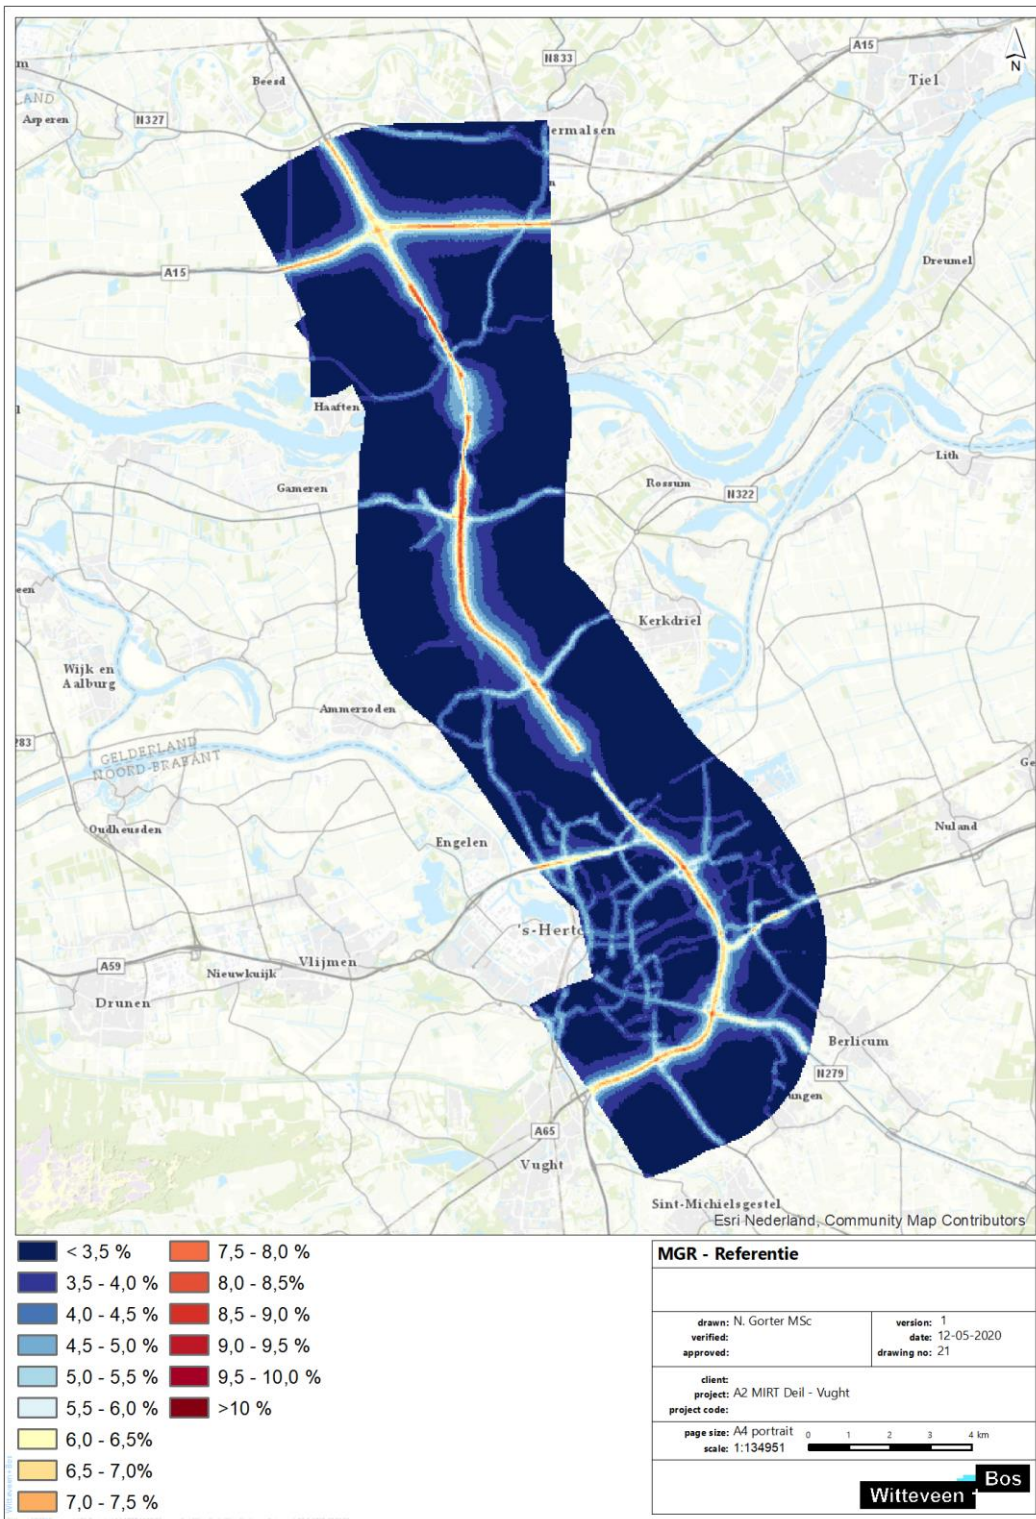 N833
A15
Tiel
Beesd
LAND
Asperen
N327
ermalsen
N
Dreumel
A15
Haaften
Lith
Gameren
Rossum
N322
Kerkdriel
Wijk en
Aalburg
Ammerzoden
GELDERLAND
NOORD-BRABANT
Oudheusden
Engelen
Nuland
's-Herto
A59
Nieuwkuijk
Vlijmen
Drunen
Berlicum
N279
ungen
A65
Vught
Sint-Michielsgestel
Esri Nederland, Community Map Contributors
< 3,5 %
3,5 - 4,0 %
4,0 - 4,5 %
4,5 - 5,0 %
5,0 - 5,5 %
5,5 - 6,0 %
6,0 - 6,5%
6,5 - 7,0%
7,0 - 7,5 %
7,5 - 8,0 %
8,0 - 8,5%
8,5 - 9,0 %
9,0 - 9,5 %
9,5 - 10,0 %
>10 %
MGR - Referentie
drawn: N. Gorter MSc
verified:
approved:
version: 1
date: 12-05-2020
drawing no: 21
client:
project: A2 MIRT Deil - Vught
project code:
page size: A4 portrait
scale: 1:134951
0 1 2 3 4 km
Witteveen + Bos
Witteveen+Bos